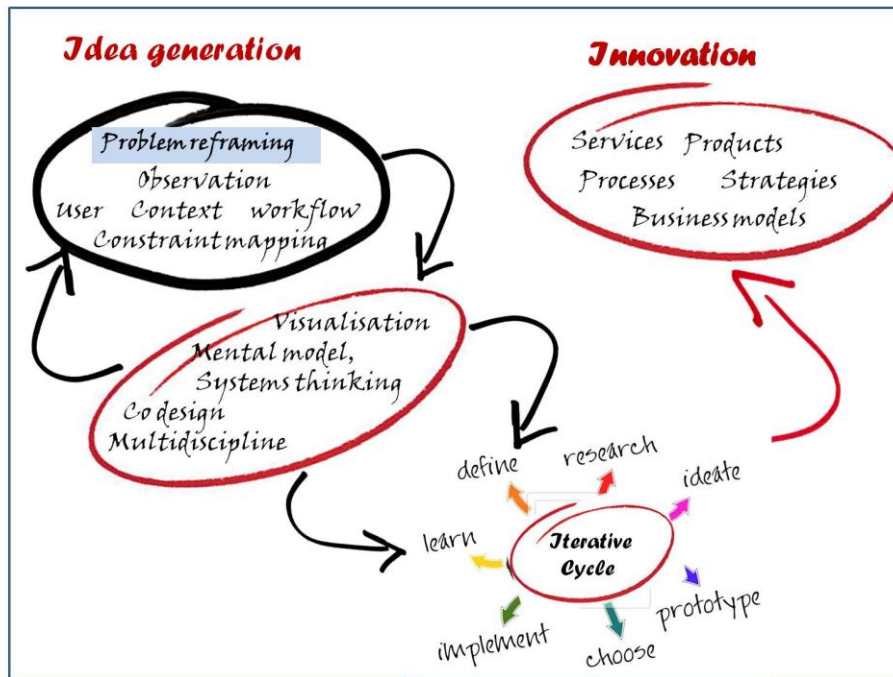 Idea generation
Problem reframing
Observation
User Context workflow
Constraint mapping
Visualisation
Mental model,
Systems thinking
Co design
Multidiscipline
Innovation
Services Products
Processes Strategies
Business models
define
research
ideate
learn
Iterative
Cycle
prototype
implement
choose